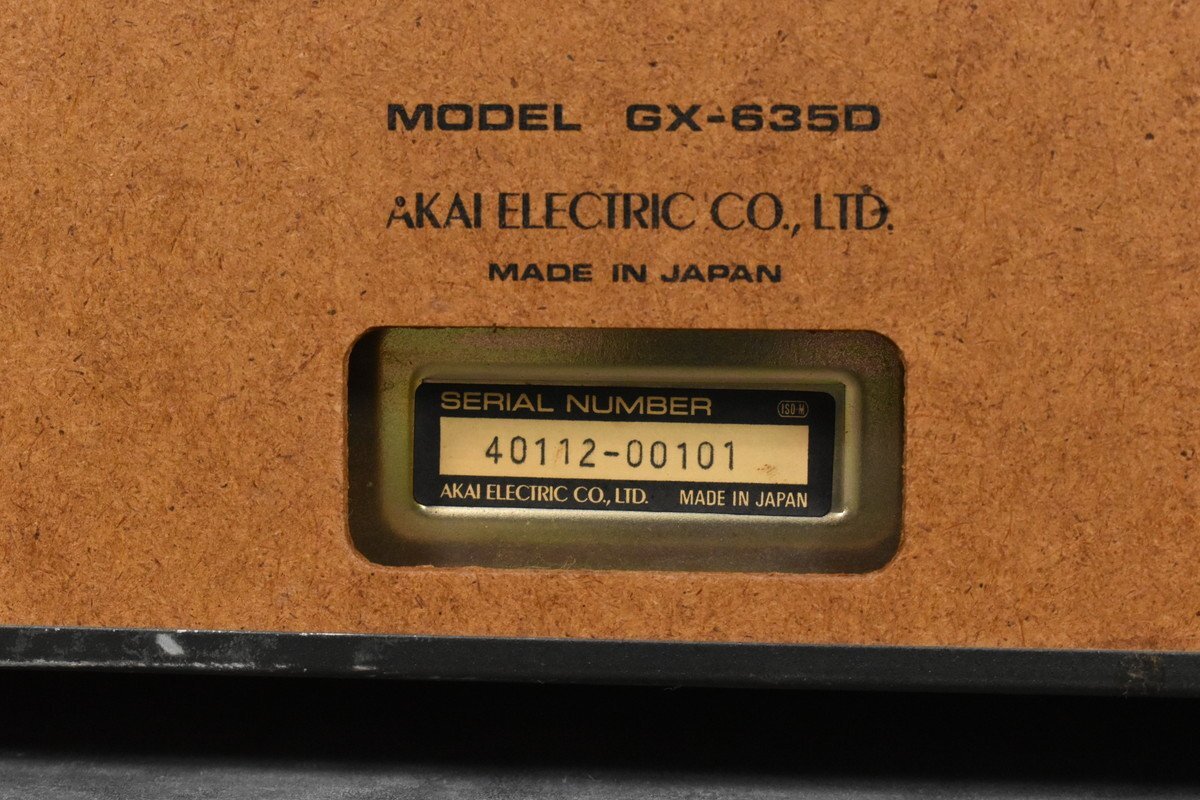 MODEL GX-635D
AKAI ELECTRIC CO., LTD.
MADE IN JAPAN
SERIAL NUMBER ISO-M
40112-00101
AKAI ELECTRIC CO., LTD. MADE IN JAPAN